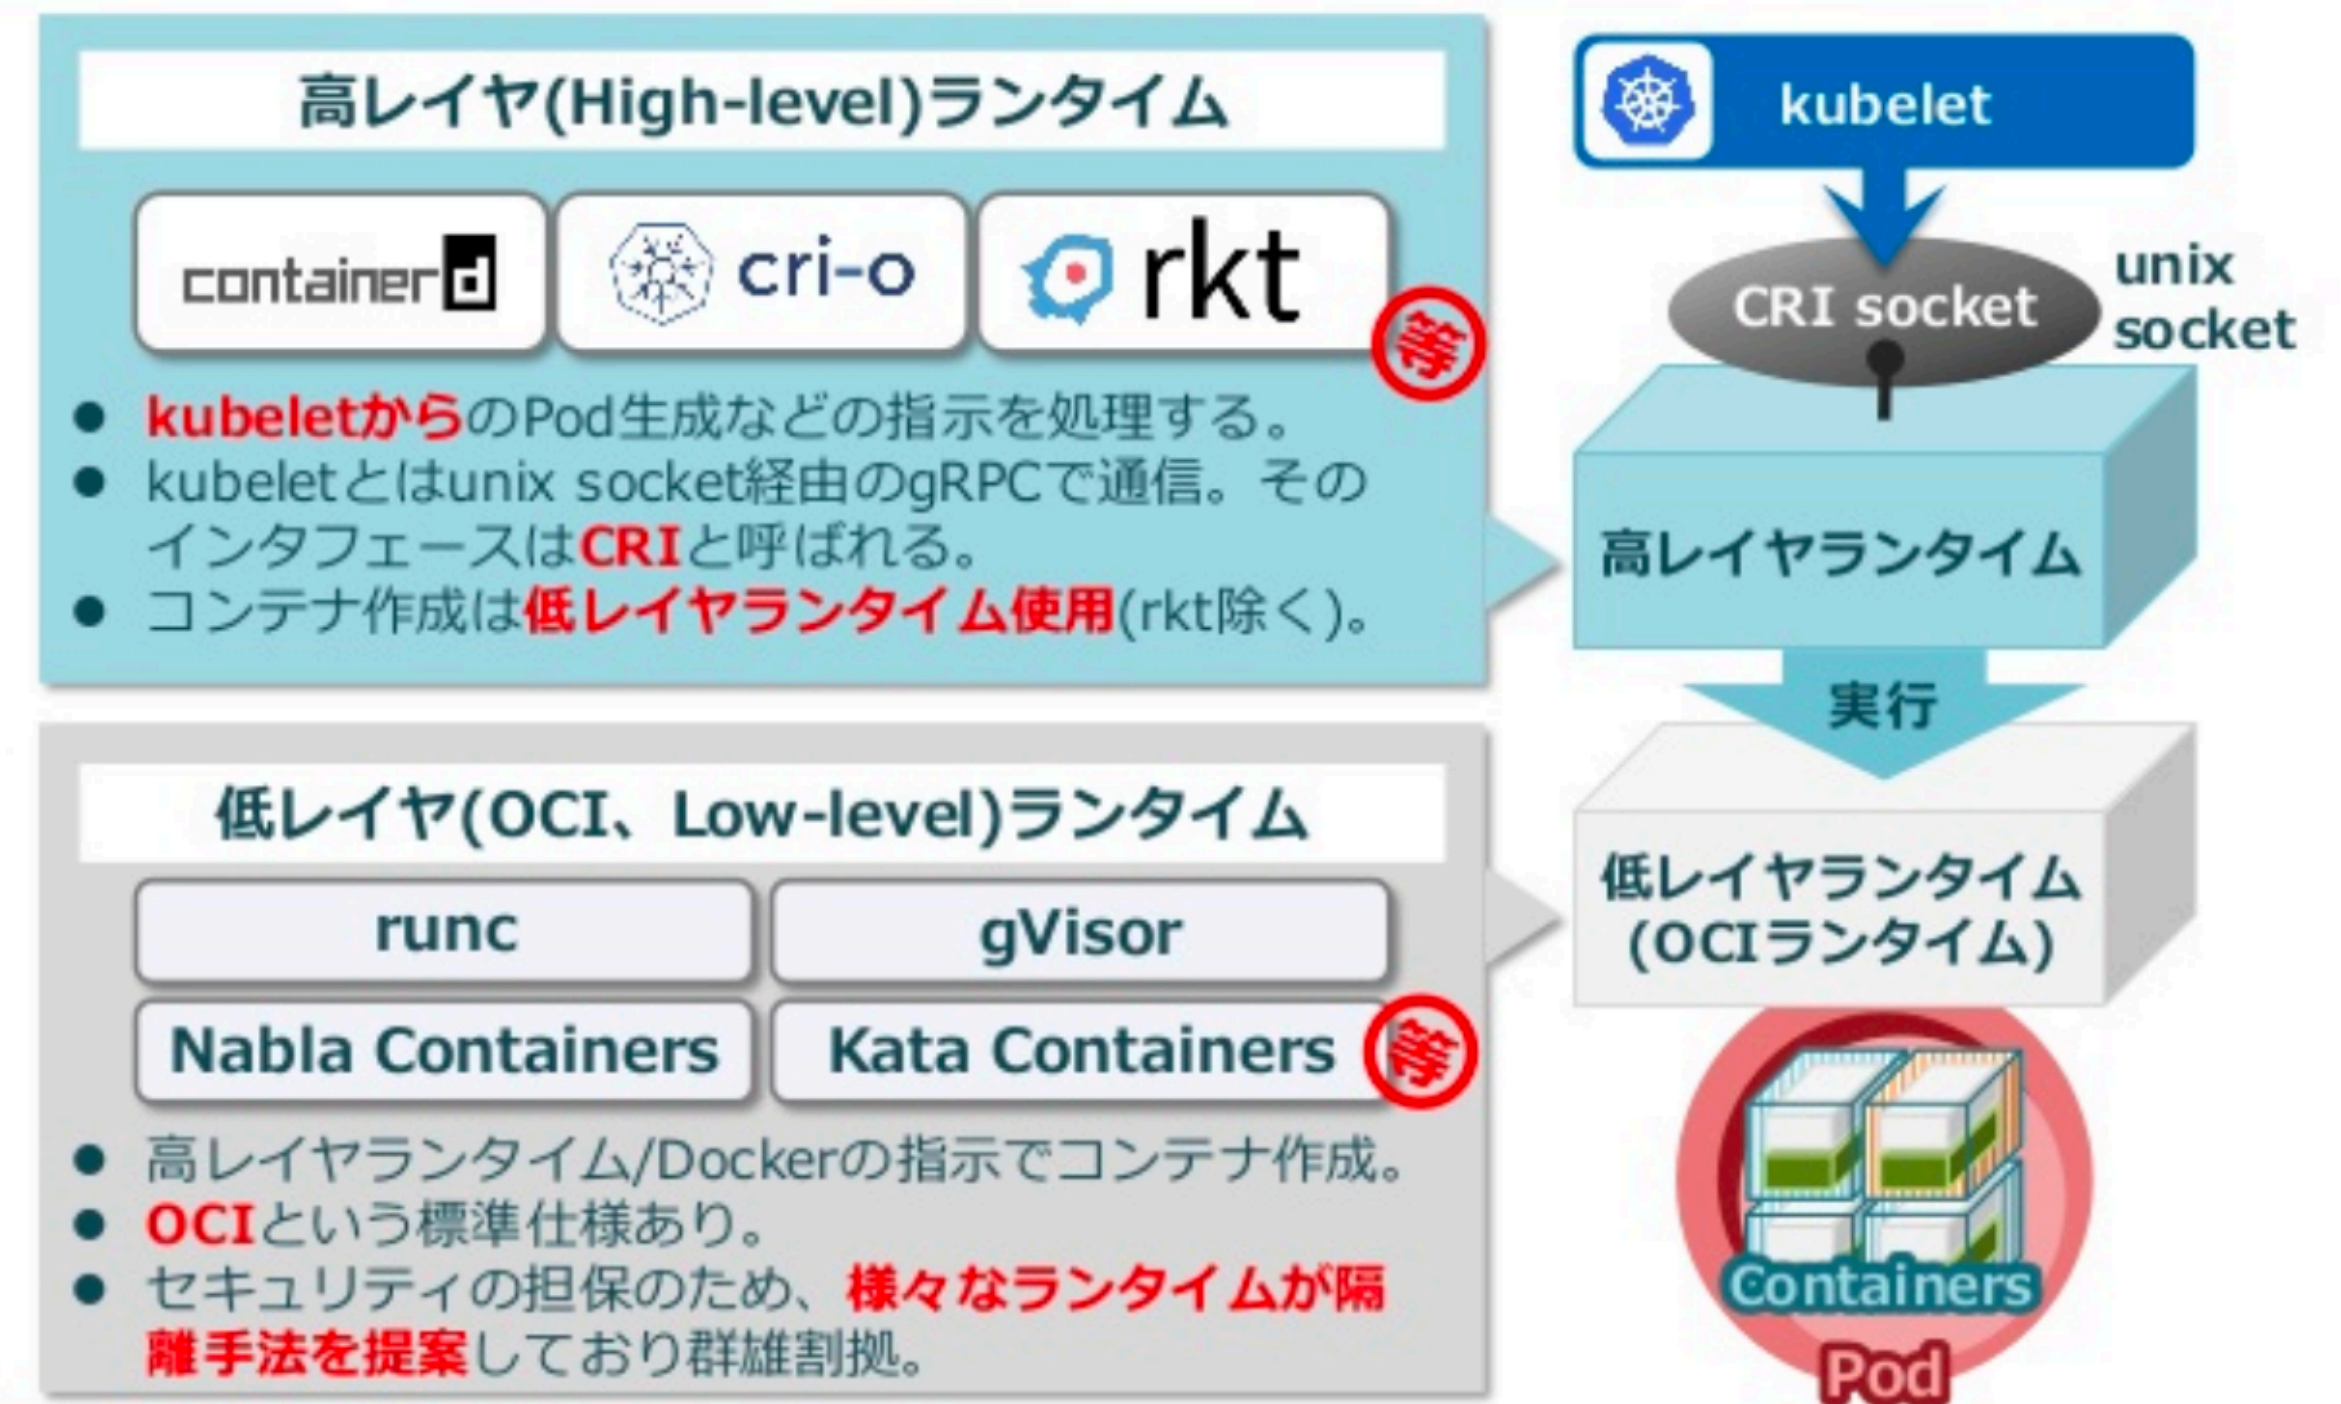 高レイヤ(High-level)ランタイム
containerd
cri-o
rkt
等
● kubeletからのPod生成などの指示を処理する。
● kubeletとはunix socket経由のgRPCで通信。その
インタフェースはCRIと呼ばれる。
● コンテナ作成は低レイヤランタイム使用(rkt除く)。
低レイヤ(OCI、Low-level)ランタイム
runc
gVisor
Nabla Containers
Kata Containers
等
● 高レイヤランタイム/Dockerの指示でコンテナ作成。
● OCIという標準仕様あり。
● セキュリティの担保のため、様々なランタイムが隔
離手法を提案しており群雄割拠。
kubelet
CRI socket
unix
socket
高レイヤランタイム
実行
低レイヤランタイム
(OCIランタイム)
Containers
Pod